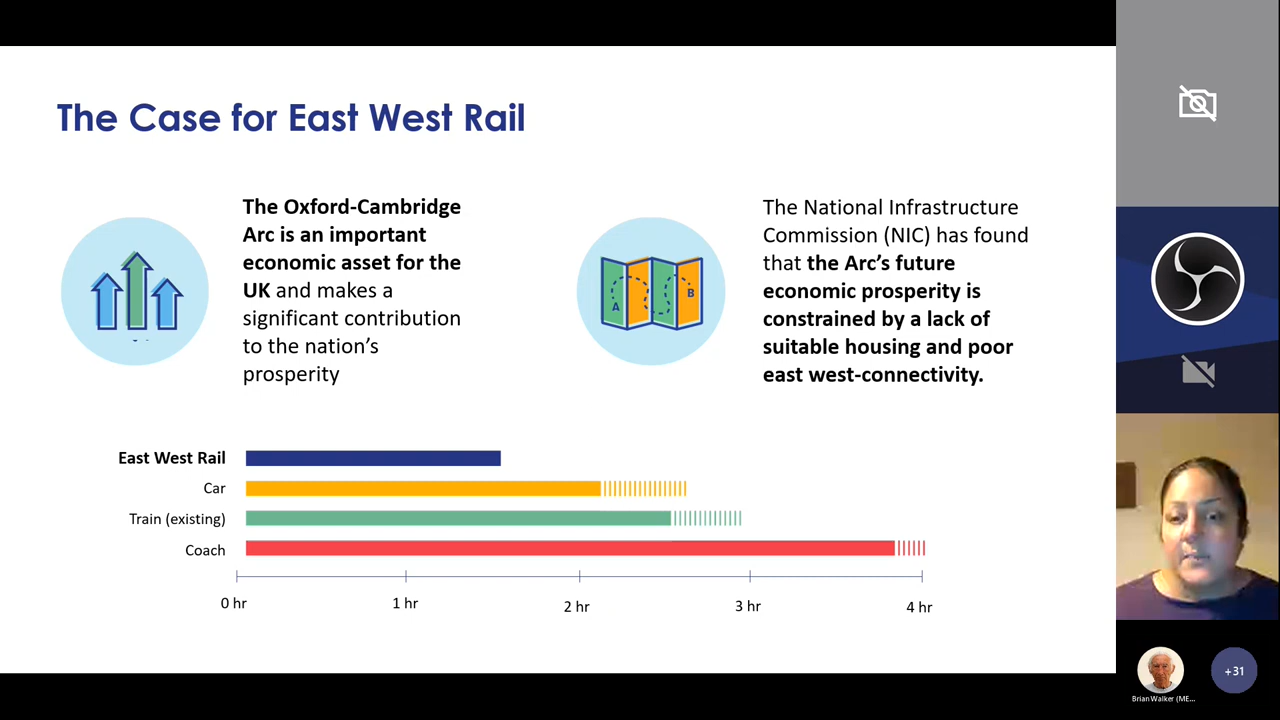 The Case for East West Rail
The Oxford-Cambridge
Arc is an important
economic asset for the
UK and makes a
significant contribution
to the nation's
prosperity
The National Infrastructure
Commission (NIC) has found
that the Arc's future
economic prosperity is
constrained by a lack of
suitable housing and poor
east west-connectivity.
A
B
East West Rail
Car
Train (existing)
Coach
0 hr
1 hr
2 hr
3 hr
4 hr
Brian Walker (ME...
+31